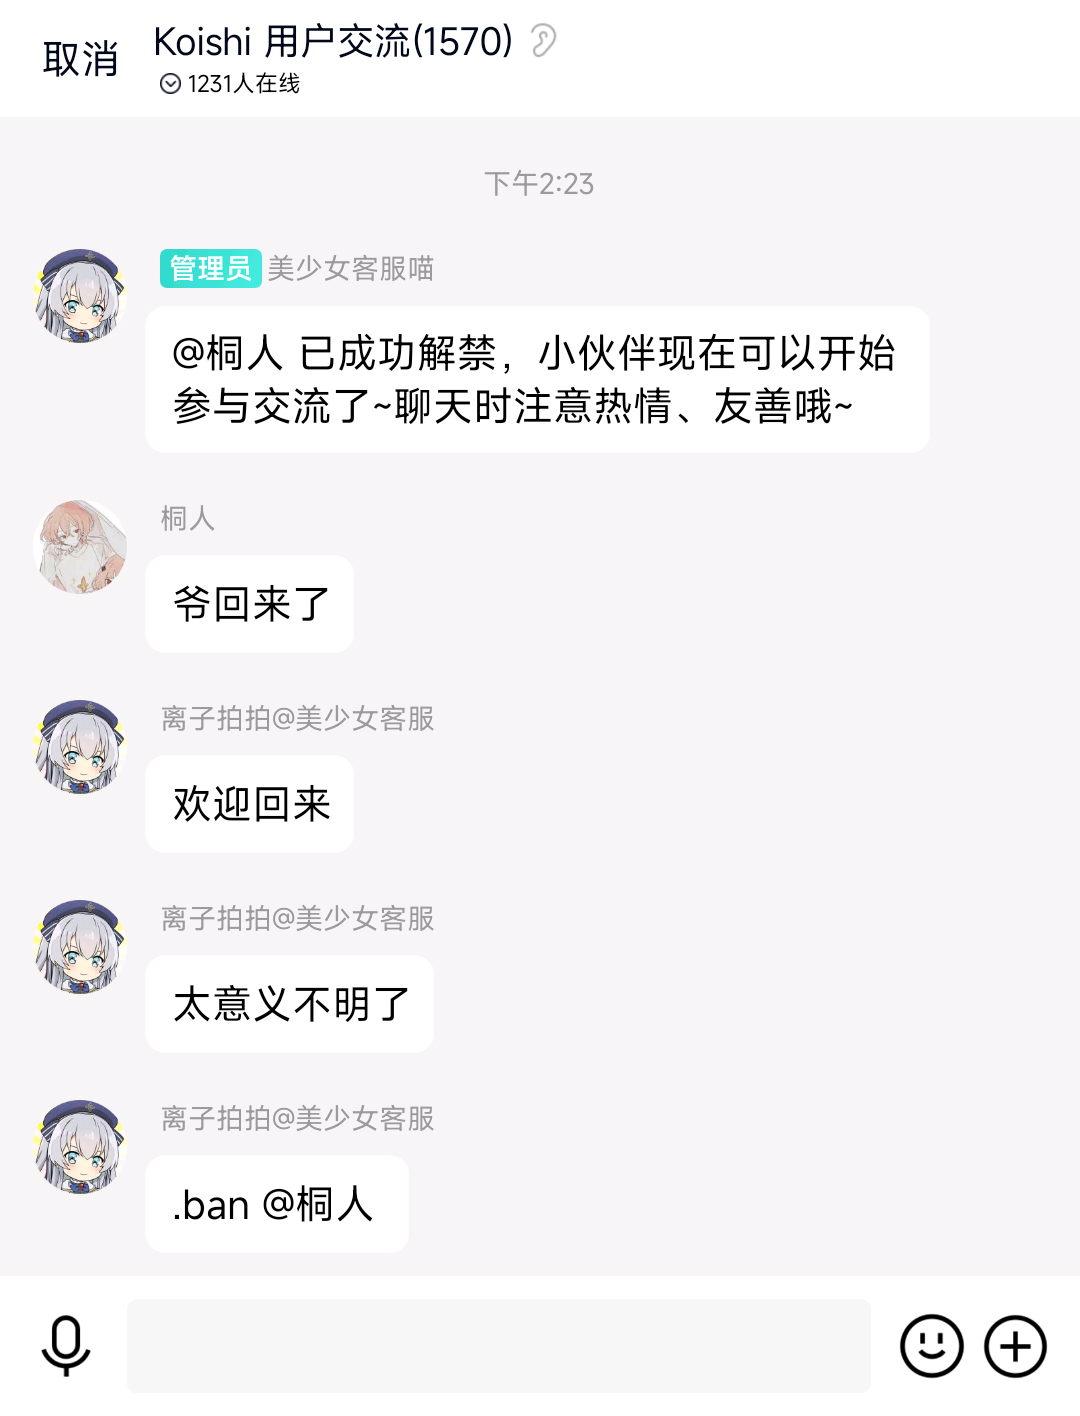 取消
Koishi 用户交流(1570)
1231人在线
下午2:23
管理员 美少女客服喵
@桐人 已成功解禁，小伙伴现在可以开始
参与交流了~聊天时注意热情、友善哦~
桐人
爷回来了
离子拍拍@美少女客服
欢迎回来
离子拍拍@美少女客服
太意义不明了
离子拍拍@美少女客服
.ban @桐人